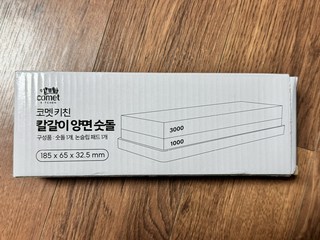 comet
KITCHEN
코멧 키친
칼갈이 양면 숫돌
구성품 : 숫돌 1개, 논슬립 패드 1개
185 x 65 x 32.5 mm
3000
1000